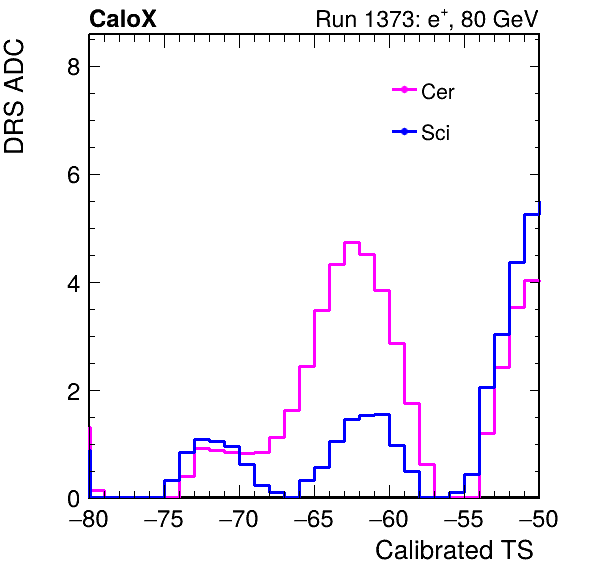 CaloX Run 1373: e⁺, 80 GeV
DRS ADC
8
6
4
2
0
Cer
Sci
−80 −75 −70 −65 −60 −55 −50
Calibrated TS